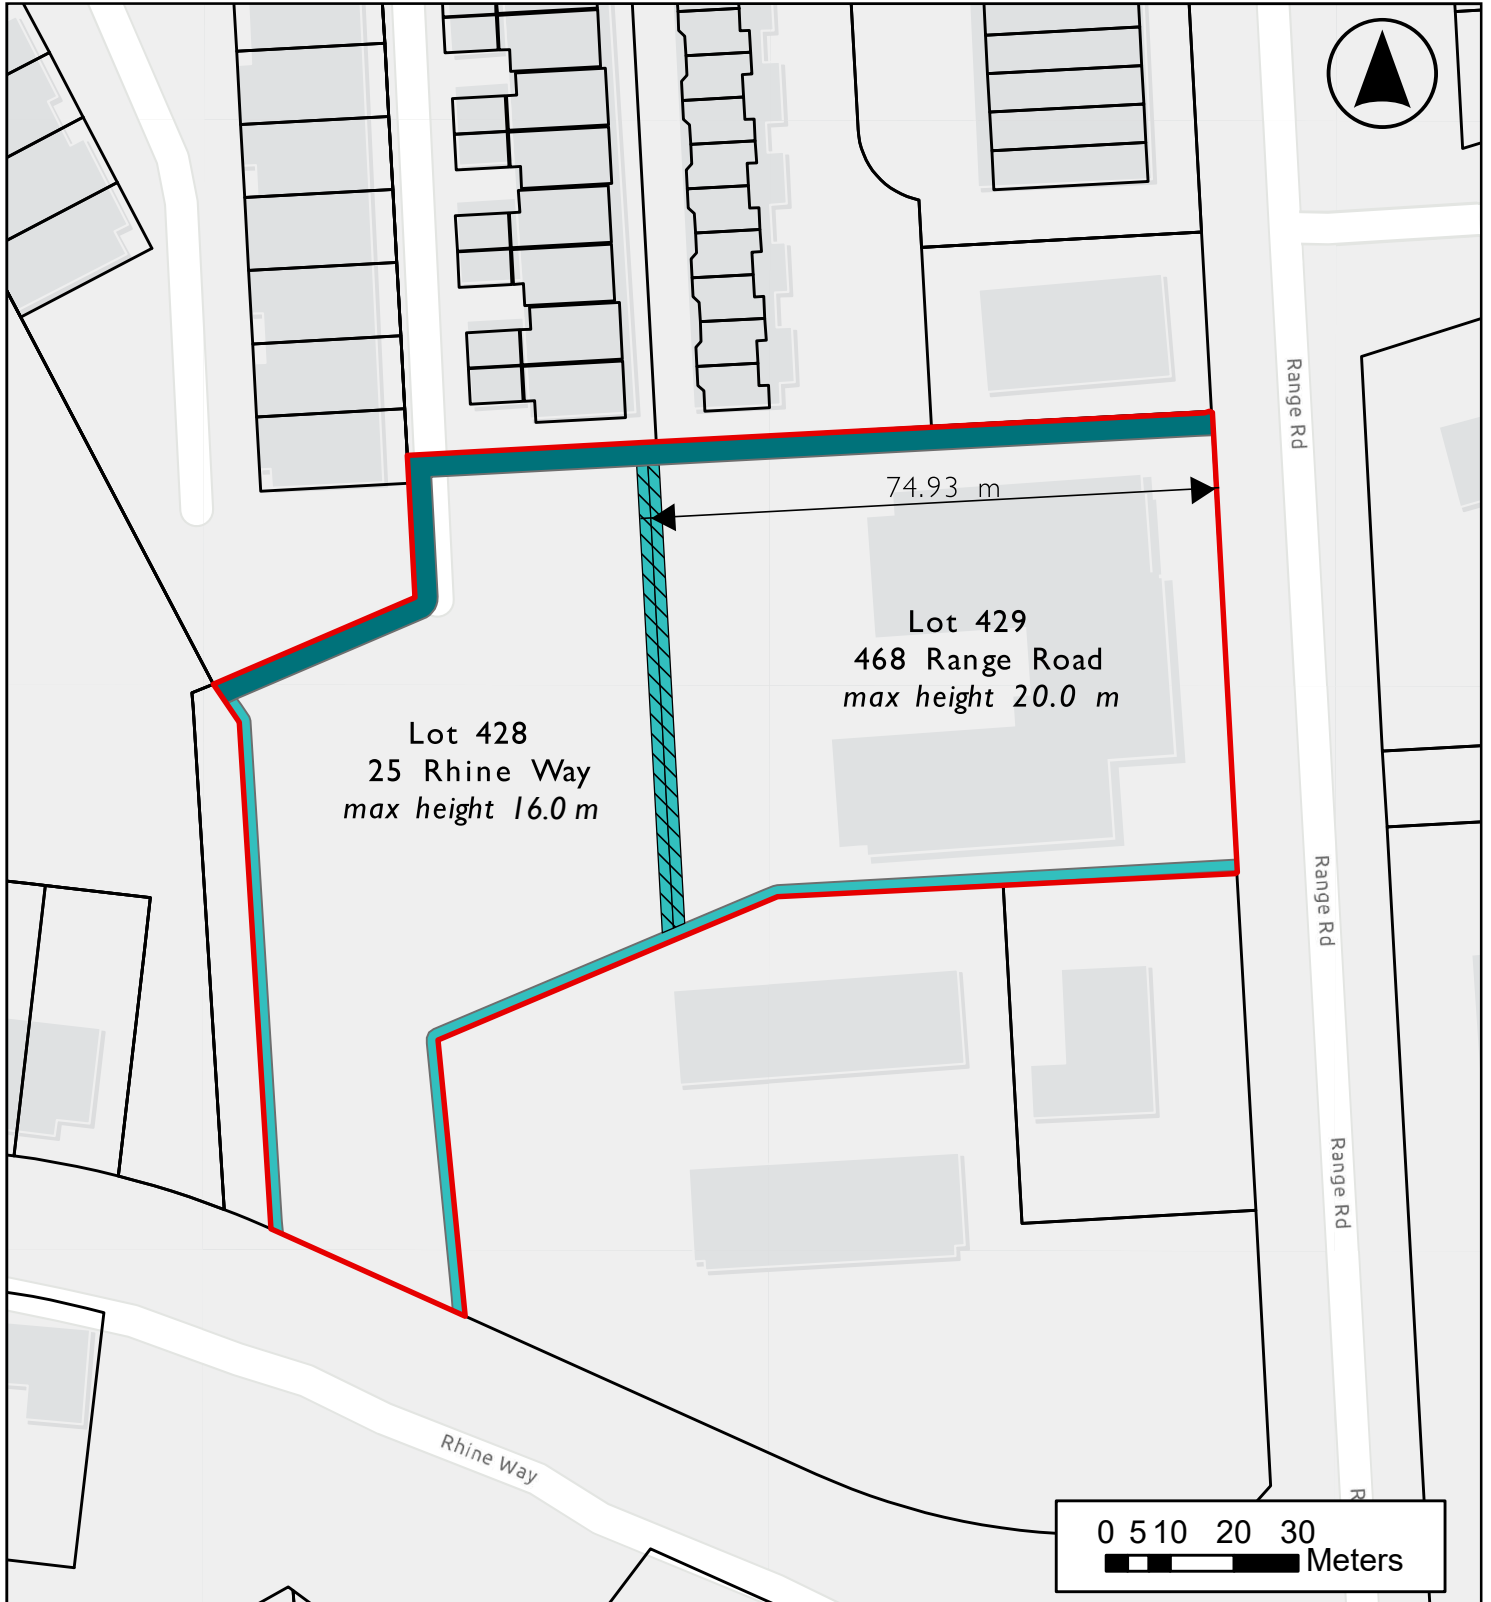 Range Rd
74.93 m
Lot 429
468 Range Road
max height 20.0 m
Lot 428
25 Rhine Way
max height 16.0 m
Range Rd
Range Rd
Rhine Way
R
0 5 10 20 30
Meters